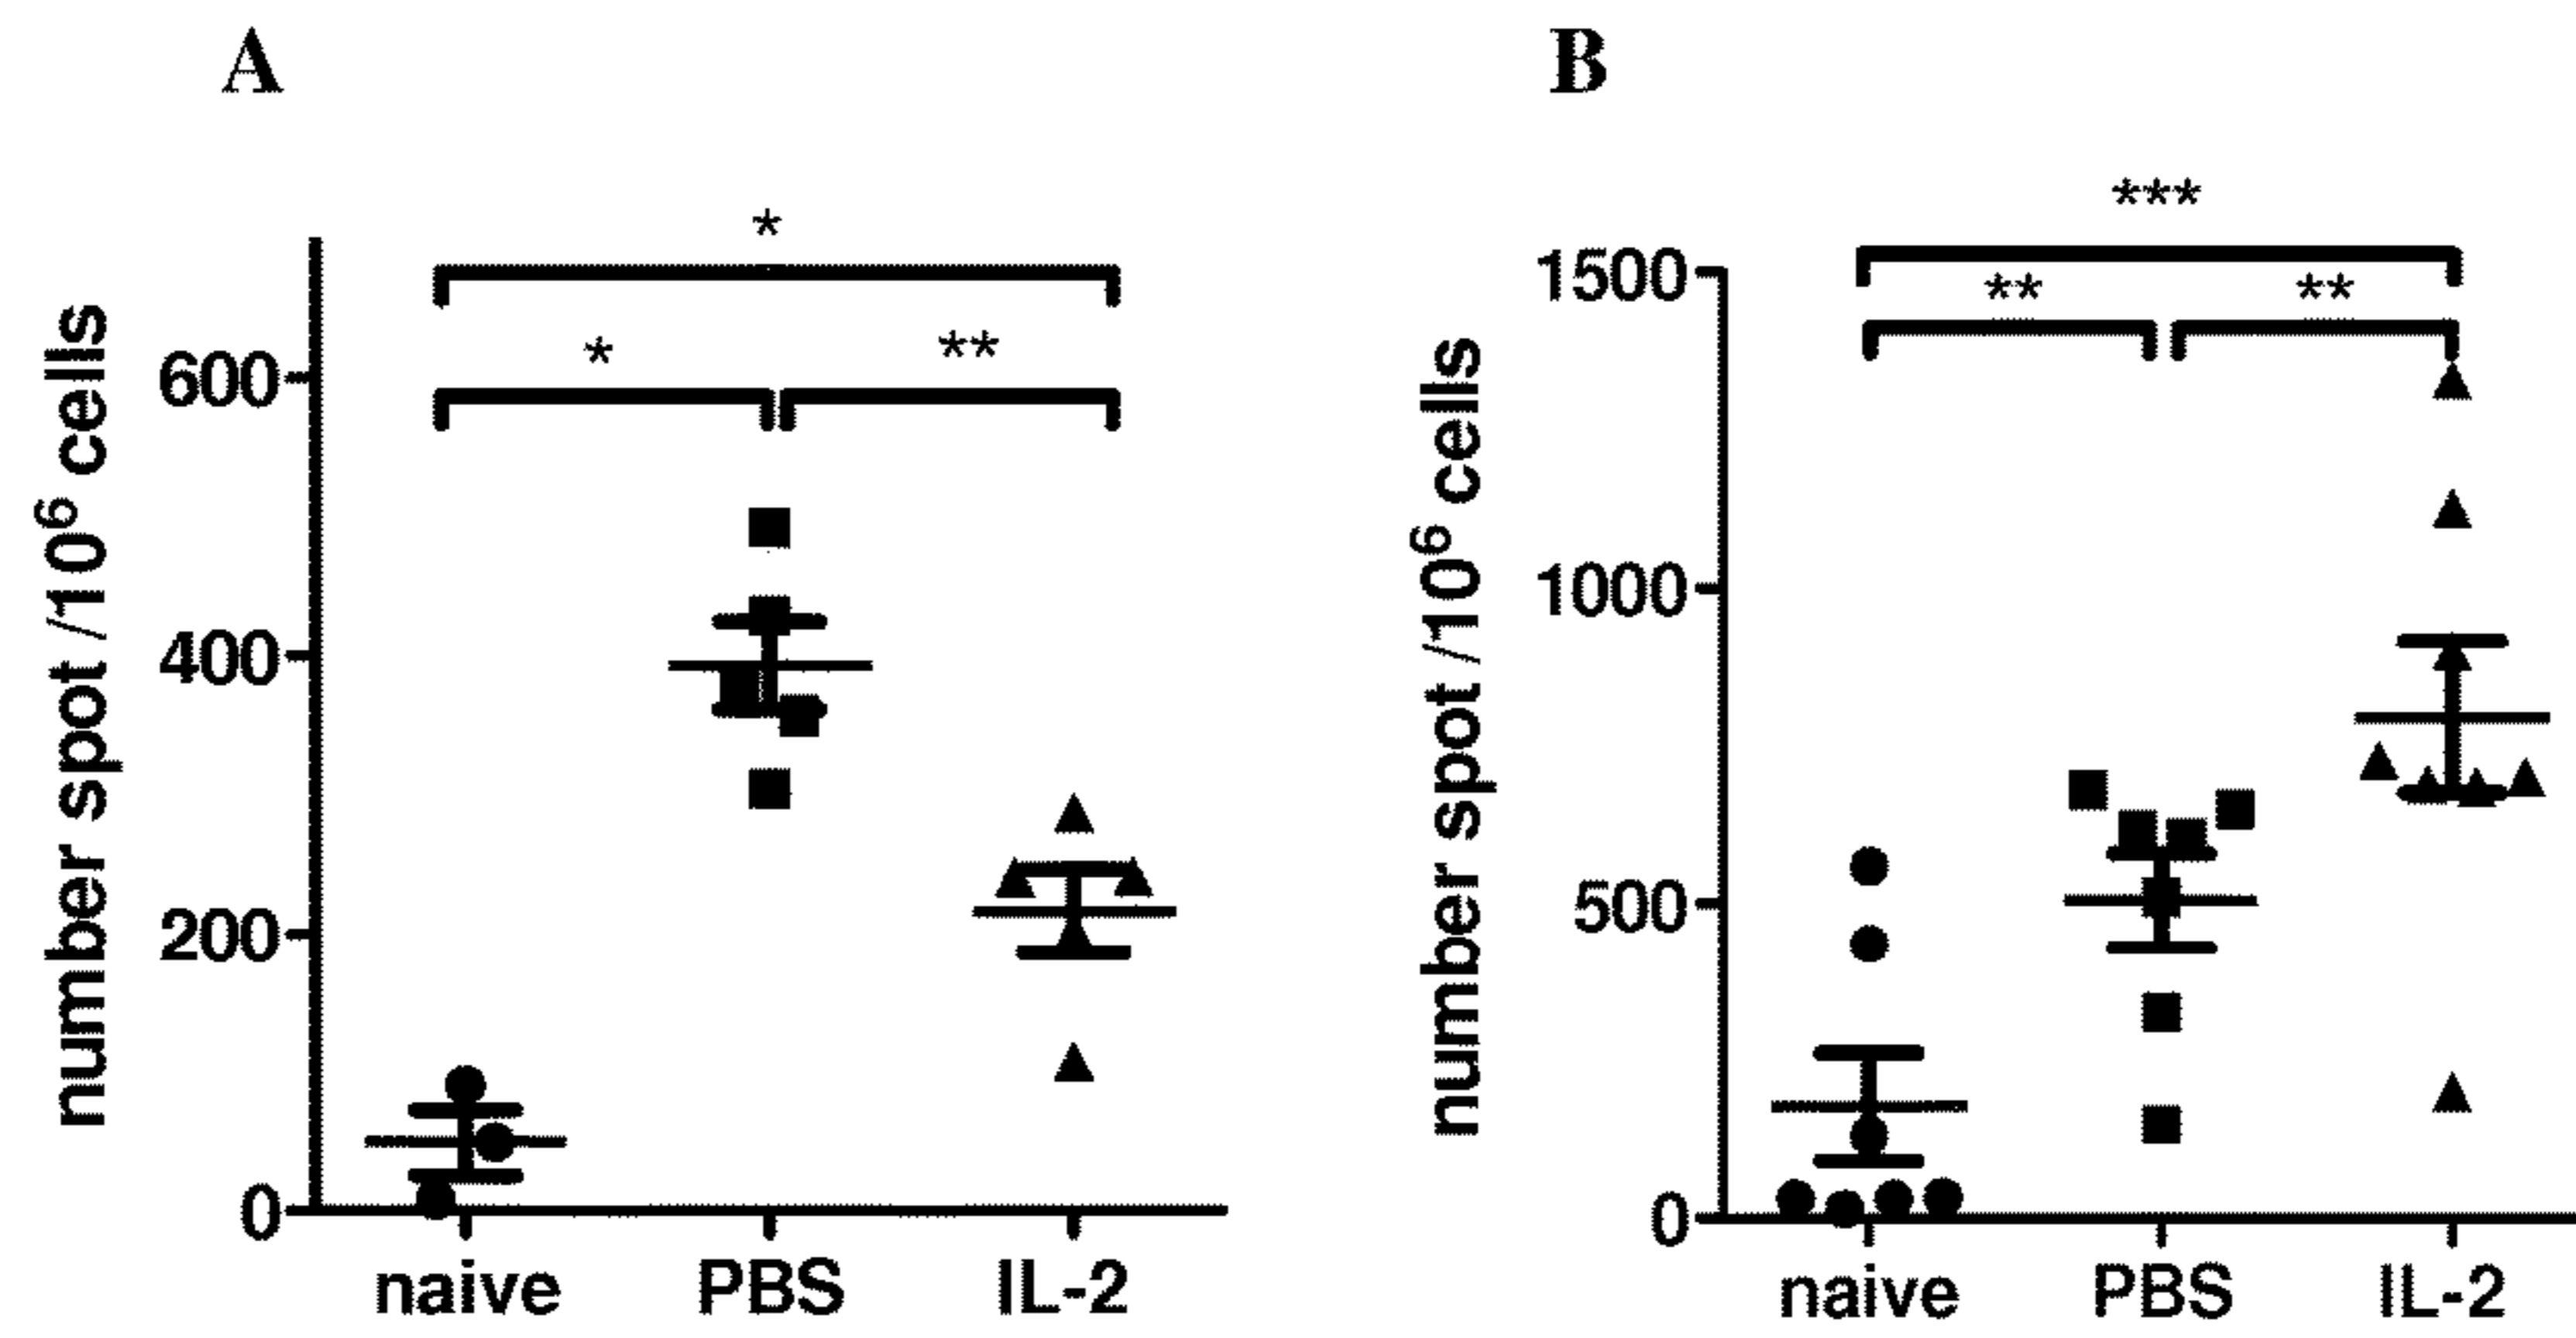 A
*
*
**
number spot /10⁶ cells
600
400
200
0
naive
PBS
IL-2
B
***
**
**
number spot /10⁶ cells
1500
1000
500
0
naive
PBS
IL-2